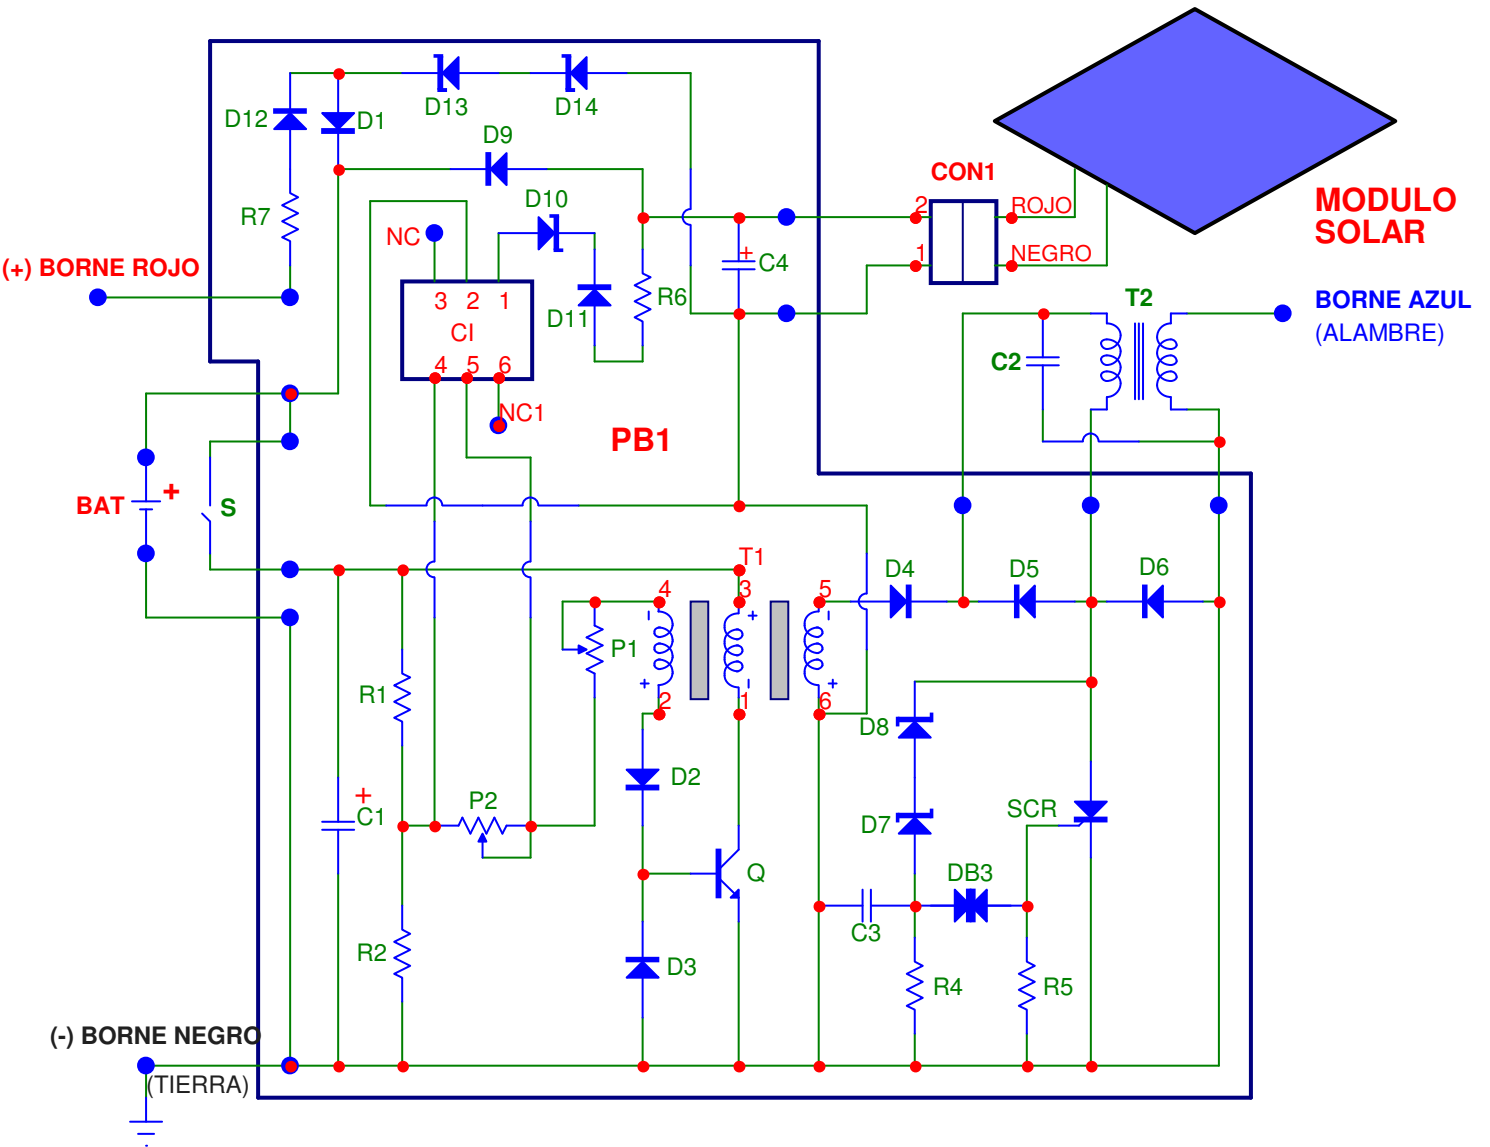 D12
D1
D13
D14
D9
D10
R7
NC
(+) BORNE ROJO
3 2 1
CI
4 5 6
NC1
D11
R6
+
C4
CON1
2
1
ROJO
NEGRO
MODULO
SOLAR
T2
BORNE AZUL
(ALAMBRE)
C2
PB1
BAT
+
S
T1
4
3
5
D4
D5
D6
P1
+
+
+
2
1
6
R1
D2
D8
P2
+
C1
D7
SCR
Q
DB3
C3
R2
D3
R4
R5
(-) BORNE NEGRO
(TIERRA)